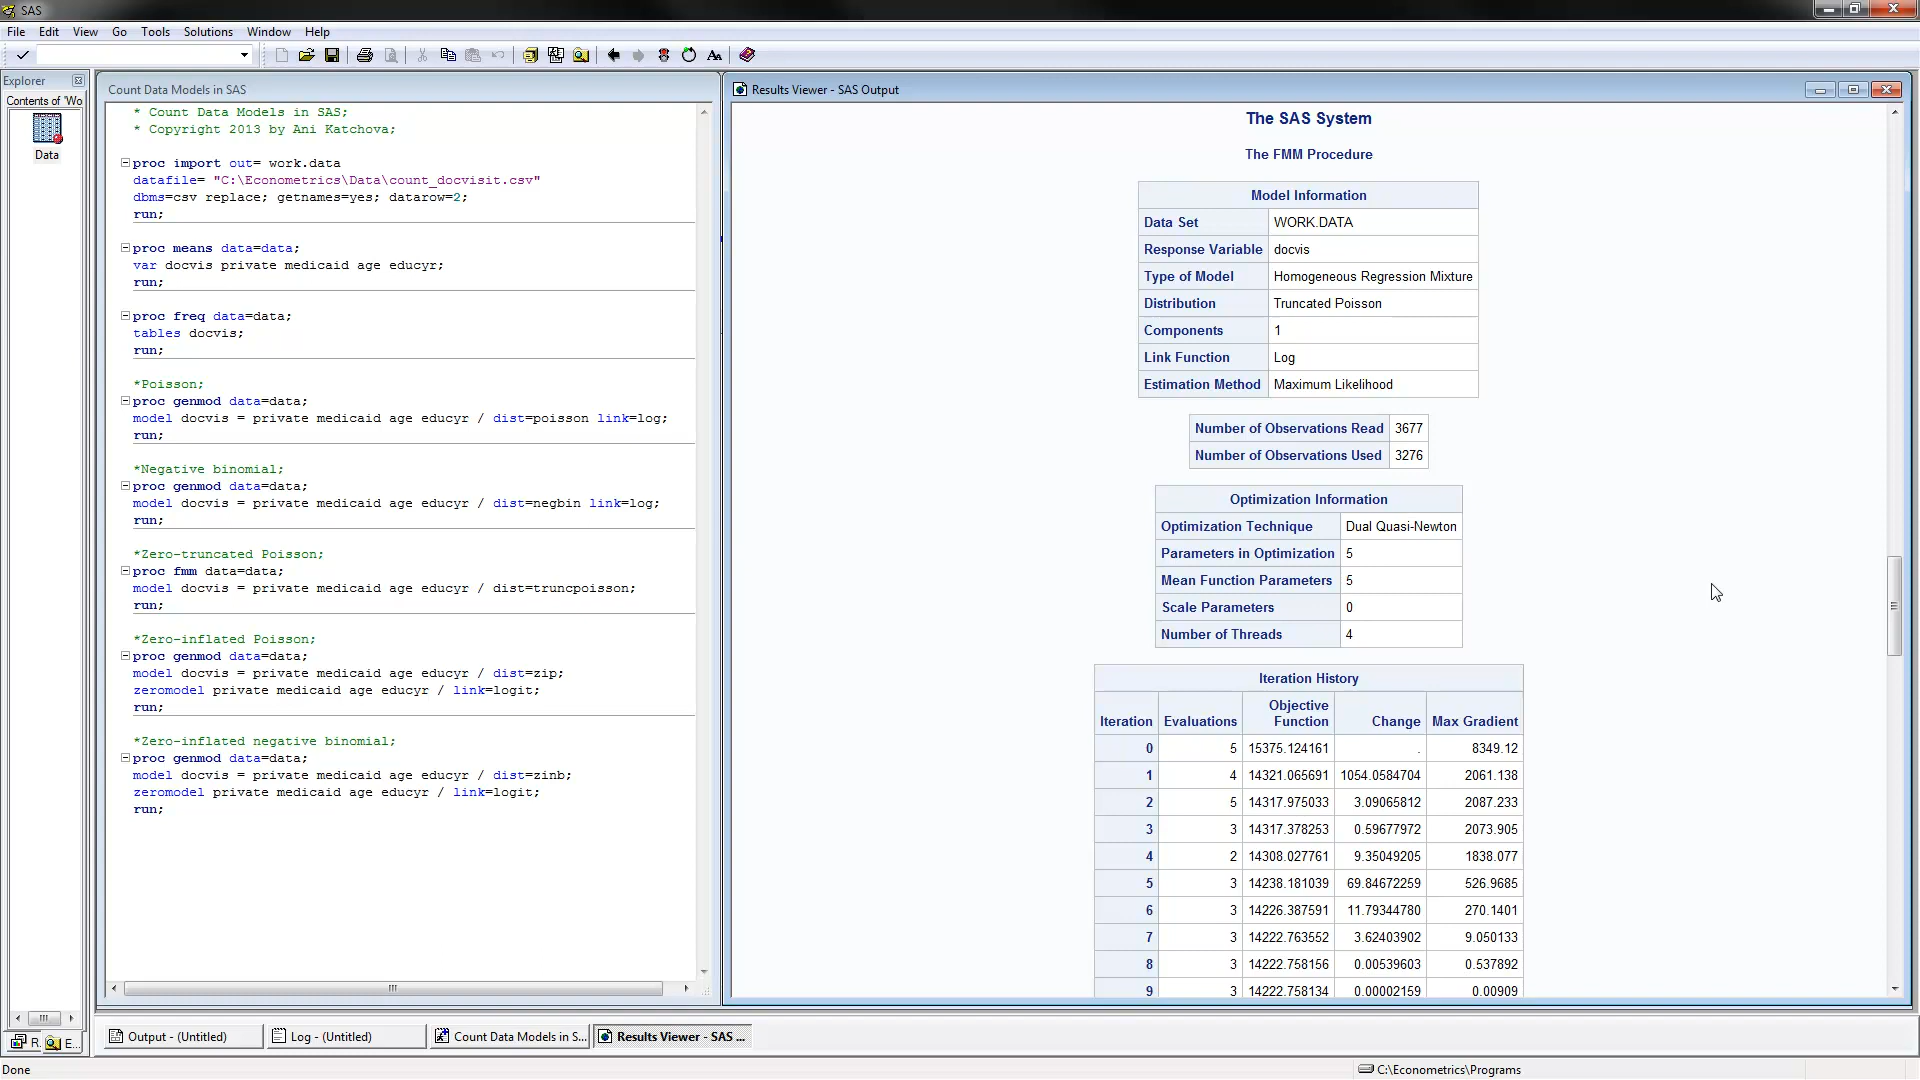 SAS
File Edit View Go Tools Solutions Window Help
Explorer
Contents of 'Wo
Data
Count Data Models in SAS
* Count Data Models in SAS;
* Copyright 2013 by Ani Katchova;
proc import out= work.data
datafile= "C:\Econometrics\Data\count_docvisit.csv"
dbms=csv replace; getnames=yes; datarow=2;
run;
proc means data=data;
var docvis private medicaid age educyr;
run;
proc freq data=data;
tables docvis;
run;
*Poisson;
proc genmod data=data;
model docvis = private medicaid age educyr / dist=poisson link=log;
run;
*Negative binomial;
proc genmod data=data;
model docvis = private medicaid age educyr / dist=negbin link=log;
run;
*Zero-truncated Poisson;
proc fmm data=data;
model docvis = private medicaid age educyr / dist=truncpoisson;
run;
*Zero-inflated Poisson;
proc genmod data=data;
model docvis = private medicaid age educyr / dist=zip;
zeromodel private medicaid age educyr / link=logit;
run;
*Zero-inflated negative binomial;
proc genmod data=data;
model docvis = private medicaid age educyr / dist=zinb;
zeromodel private medicaid age educyr / link=logit;
run;
Results Viewer - SAS Output
The SAS System
The FMM Procedure
Model Information
Data Set WORK.DATA
Response Variable docvis
Type of Model Homogeneous Regression Mixture
Distribution Truncated Poisson
Components 1
Link Function Log
Estimation Method Maximum Likelihood
Number of Observations Read 3677
Number of Observations Used 3276
Optimization Information
Optimization Technique Dual Quasi-Newton
Parameters in Optimization 5
Mean Function Parameters 5
Scale Parameters 0
Number of Threads 4
Iteration History
Iteration Evaluations Objective Function Change Max Gradient
0 5 15375.124161 . 8349.12
1 4 14321.065691 1054.0584704 2061.138
2 5 14317.975033 3.09065812 2087.233
3 3 14317.378253 0.59677972 2073.905
4 2 14308.027761 9.35049205 1838.077
5 3 14238.181039 69.84672259 526.9685
6 3 14226.387591 11.79344780 270.1401
7 3 14222.763552 3.62403902 9.050133
8 3 14222.758156 0.00539603 0.537892
9 3 14222.758134 0.00002159 0.00909
R. E...
Output - (Untitled) Log - (Untitled) Count Data Models in S... Results Viewer - SAS ...
Done C:\Econometrics\Programs